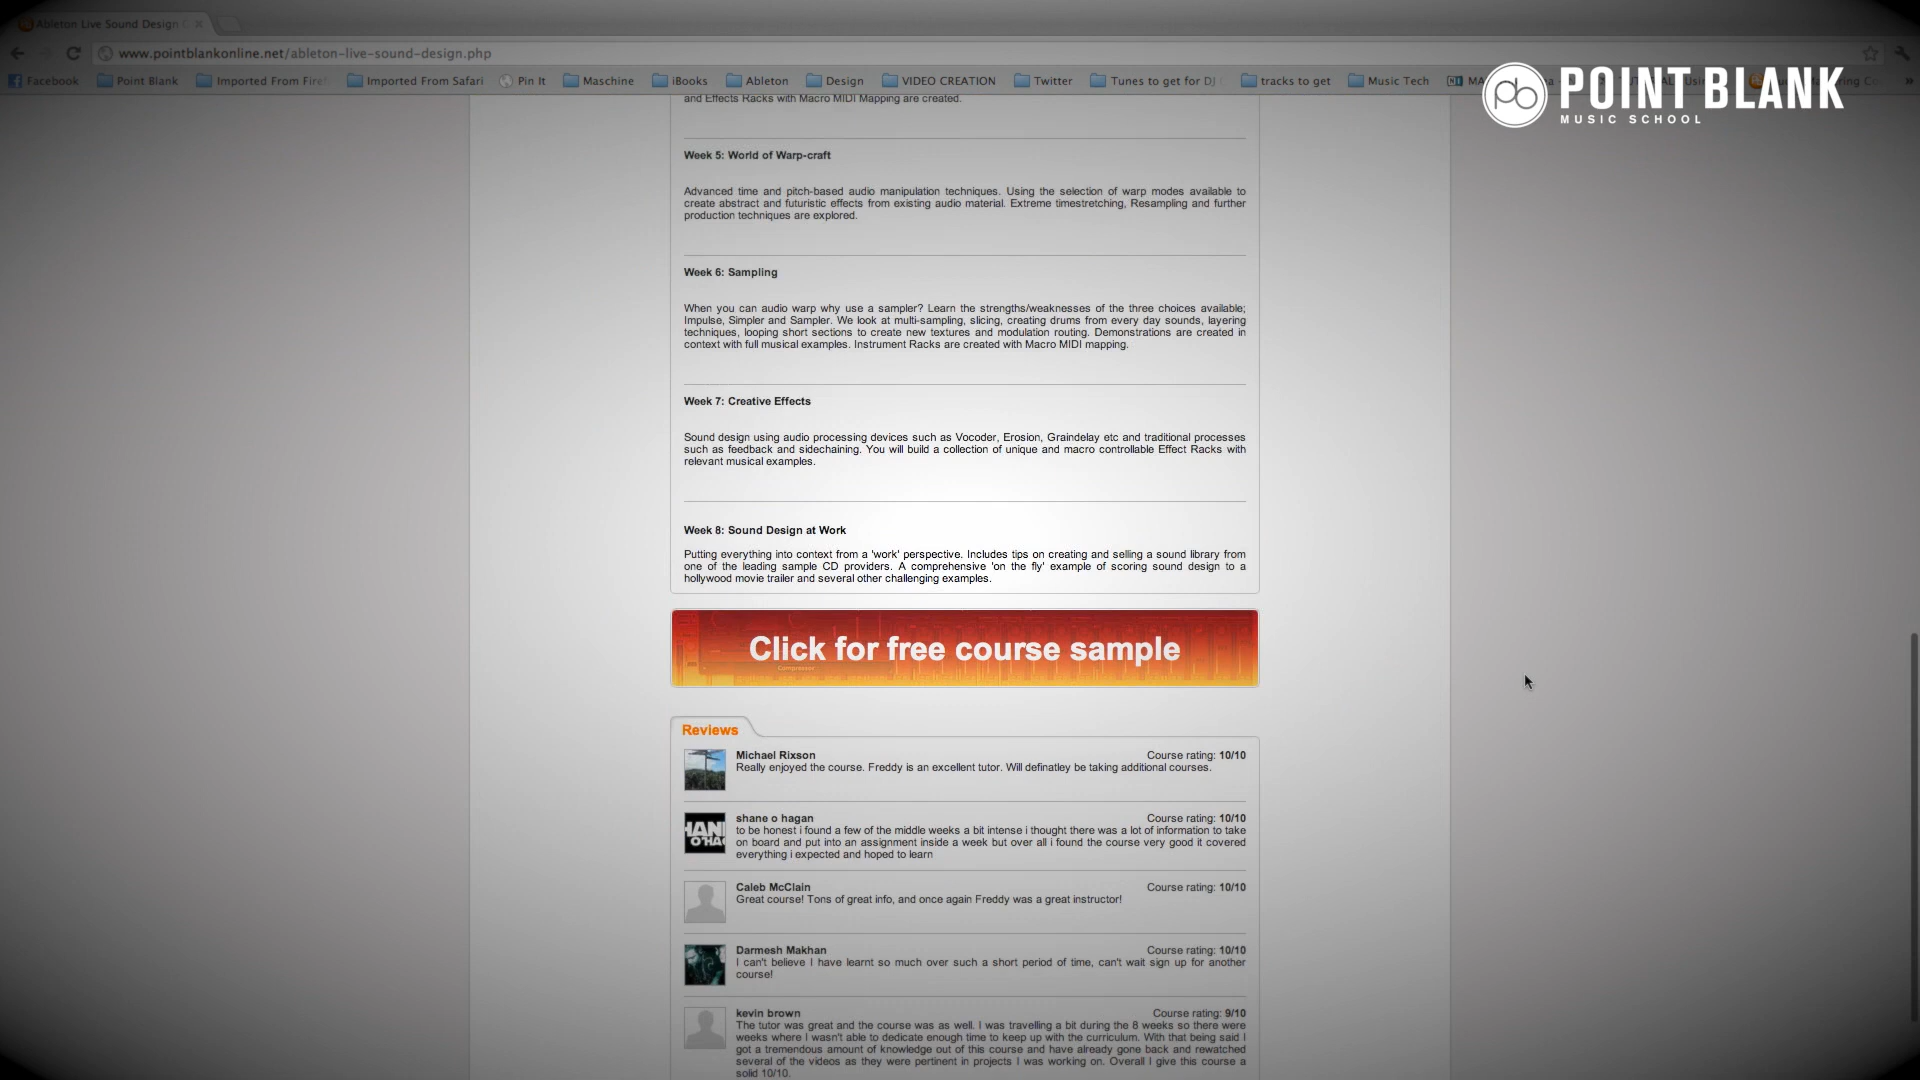 Ableton Live Sound Design
www.pointblankonline.net/ableton-live-sound-design.php
Facebook Point Blank Imported From Firef Imported From Safari Pin It Maschine iBooks Ableton Design VIDEO CREATION Twitter Tunes to get for DJ tracks to get Music Tech
POINT BLANK
MUSIC SCHOOL
and Effects Racks with Macro MIDI Mapping are created.
Week 5: World of Warp-craft
Advanced time and pitch-based audio manipulation techniques. Using the selection of warp modes available to
create abstract and futuristic effects from existing audio material. Extreme timestretching, Resampling and further
production techniques are explored.
Week 6: Sampling
When you can audio warp why use a sampler? Learn the strengths/weaknesses of the three choices available;
Impulse, Simpler and Sampler. We look at multi-sampling, slicing, creating drums from every day sounds, layering
techniques, looping short sections to create new textures and modulation routing. Demonstrations are created in
context with full musical examples. Instrument Racks are created with Macro MIDI mapping.
Week 7: Creative Effects
Sound design using audio processing devices such as Vocoder, Erosion, Graindelay etc and traditional processes
such as feedback and sidechaining. You will build a collection of unique and macro controllable Effect Racks with
relevant musical examples.
Week 8: Sound Design at Work
Putting everything into context from a 'work' perspective. Includes tips on creating and selling a sound library from
one of the leading sample CD providers. A comprehensive 'on the fly' example of scoring sound design to a
hollywood movie trailer and several other challenging examples.
Click for free course sample
Compressor
Reviews
Michael Rixson Course rating: 10/10
Really enjoyed the course. Freddy is an excellent tutor. Will definatley be taking additional courses.
shane o hagan Course rating: 10/10
to be honest i found a few of the middle weeks a bit intense i thought there was a lot of information to take
on board and put into an assignment inside a week but over all i found the course very good it covered
everything i expected and hoped to learn
Caleb McClain Course rating: 10/10
Great course! Tons of great info, and once again Freddy was a great instructor!
Darmesh Makhan Course rating: 10/10
I can't believe I have learnt so much over such a short period of time, can't wait sign up for another
course!
kevin brown Course rating: 9/10
The tutor was great and the course was as well. I was travelling a bit during the 8 weeks so there were
weeks where I wasn't able to dedicate enough time to keep up with the curriculum. With that being said I
got a tremendous amount of knowledge out of this course and have already gone back and rewatched
several of the videos as they were pertinent in projects I was working on. Overall I give this course a
solid 10/10.